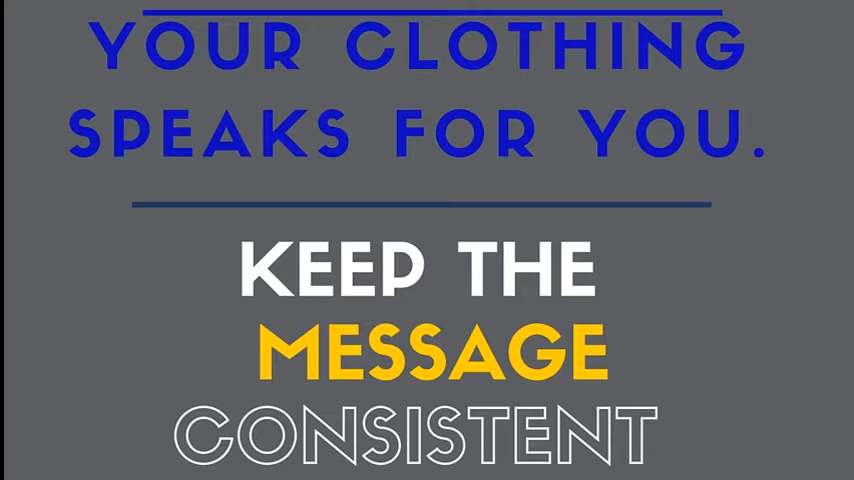 YOUR CLOTHING
SPEAKS FOR YOU.
KEEP THE
MESSAGE
CONSISTENT